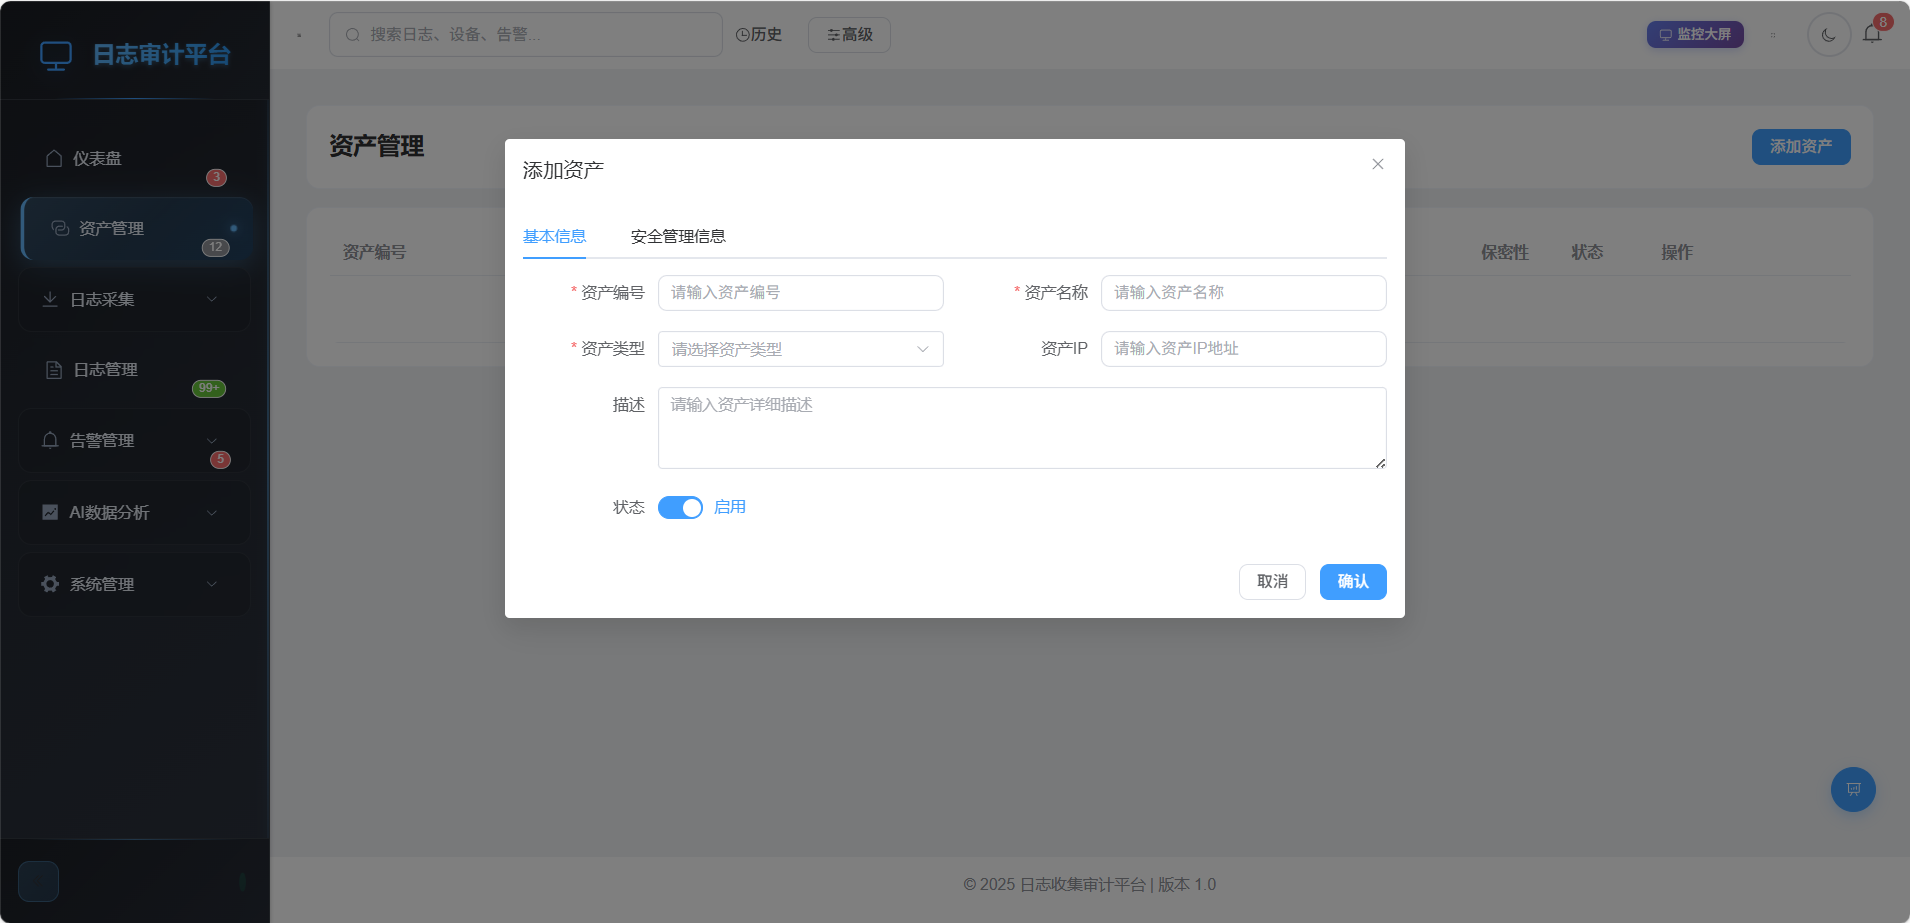 日志审计平台
搜索日志、设备、告警...
历史
高级
监控大屏
8
仪表盘
3
资产管理
12
日志采集
日志管理
99+
告警管理
5
AI数据分析
系统管理
资产管理
添加资产
资产编号
保密性
状态
操作
添加资产
基本信息
安全管理信息
* 资产编号
请输入资产编号
* 资产名称
请输入资产名称
* 资产类型
请选择资产类型
资产IP
请输入资产IP地址
描述
请输入资产详细描述
状态
启用
取消
确认
© 2025 日志收集审计平台 | 版本 1.0